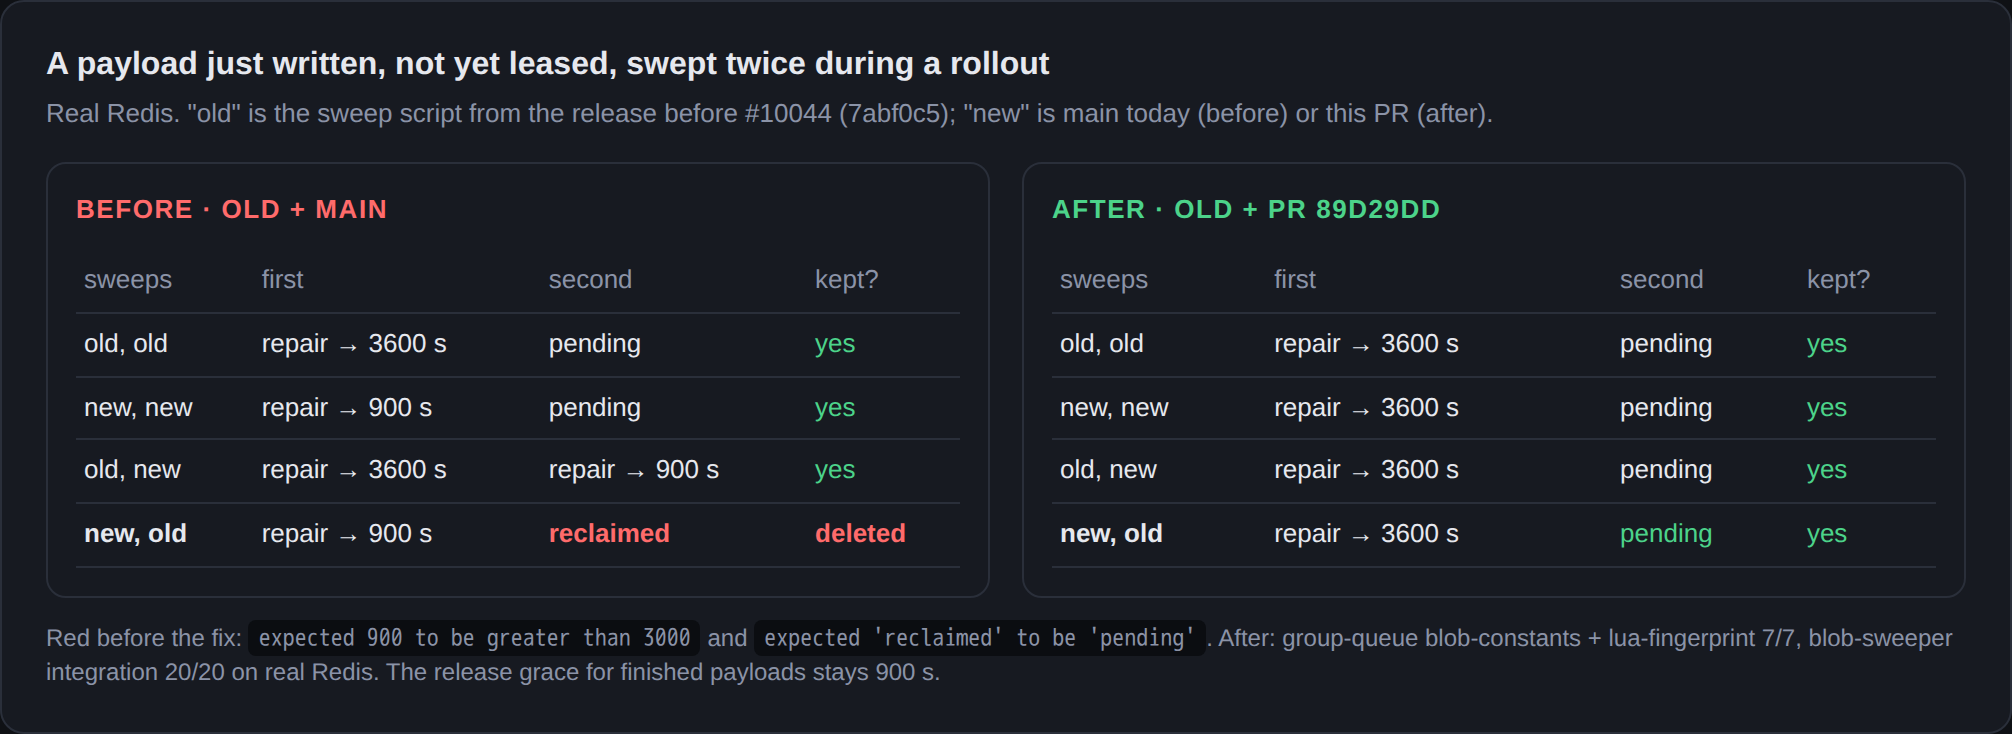 A payload just written, not yet leased, swept twice during a rollout
Real Redis. "old" is the sweep script from the release before #10044 (7abf0c5); "new" is main today (before) or this PR (after).
BEFORE · OLD + MAIN
sweeps first second kept?
old, old repair → 3600 s pending yes
new, new repair → 900 s pending yes
old, new repair → 3600 s repair → 900 s yes
new, old repair → 900 s reclaimed deleted
AFTER · OLD + PR 89D29DD
sweeps first second kept?
old, old repair → 3600 s pending yes
new, new repair → 3600 s pending yes
old, new repair → 3600 s pending yes
new, old repair → 3600 s pending yes
Red before the fix: expected 900 to be greater than 3000 and expected 'reclaimed' to be 'pending'. After: group-queue blob-constants + lua-fingerprint 7/7, blob-sweeper
integration 20/20 on real Redis. The release grace for finished payloads stays 900 s.